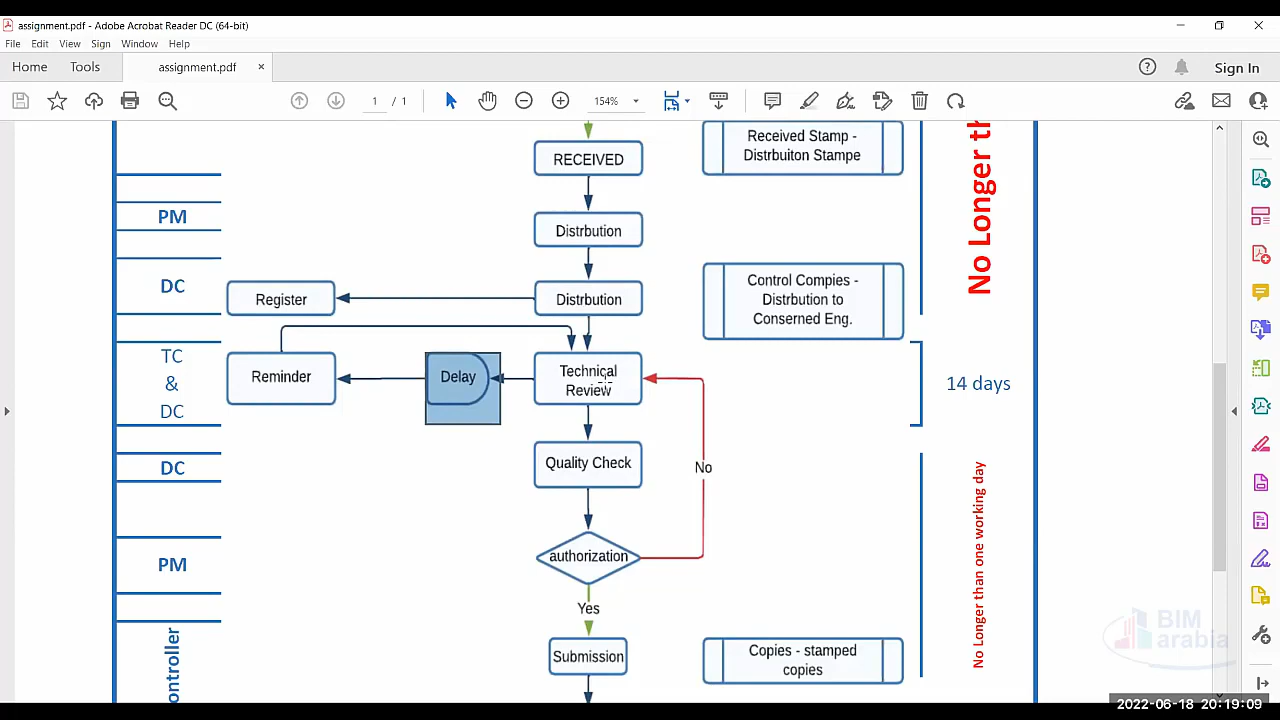 assignment.pdf - Adobe Acrobat Reader DC (64-bit)
File Edit View Sign Window Help
Home Tools assignment.pdf × Sign In
1 / 1 154%
RECEIVED
Received Stamp -
Distrbuiton Stampe
No Longer th
PM
Distrbution
DC
Register
Distrbution
Control Compies -
Distrbution to
Conserned Eng.
TC
&
DC
Reminder
Delay
Technical
Review
14 days
DC
Quality Check
No
PM
authorization
No Longer than one working day
Yes
ontroller
Submission
Copies - stamped
copies
BIM
arabia
2022-06-18 20:19:09